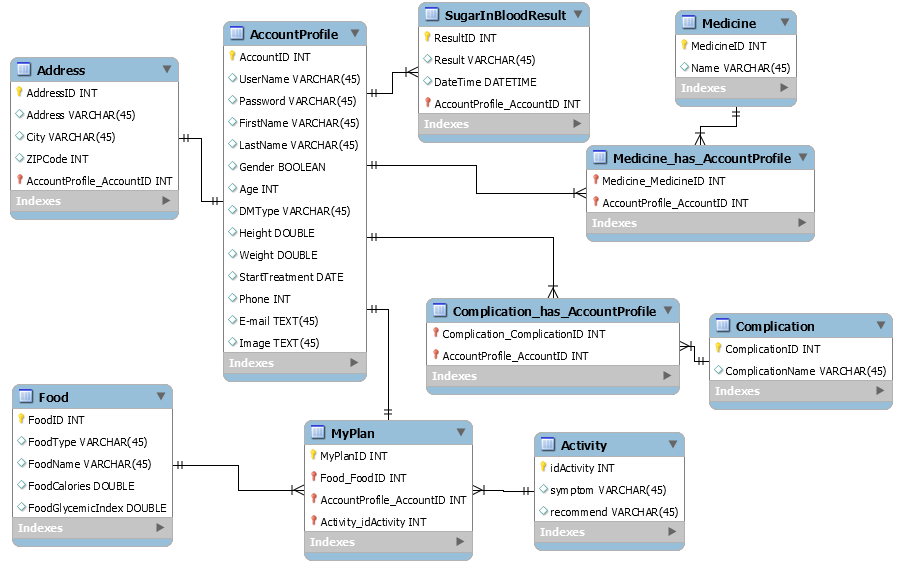 Address
AddressID INT
Address VARCHAR(45)
City VARCHAR(45)
ZIPCode INT
AccountProfile_AccountID INT
Indexes
AccountProfile
AccountID INT
UserName VARCHAR(45)
Password VARCHAR(45)
FirstName VARCHAR(45)
LastName VARCHAR(45)
Gender BOOLEAN
Age INT
DMType VARCHAR(45)
Height DOUBLE
Weight DOUBLE
StartTreatment DATE
Phone INT
E-mail TEXT(45)
Image TEXT(45)
Indexes
SugarInBloodResult
ResultID INT
Result VARCHAR(45)
DateTime DATETIME
AccountProfile_AccountID INT
Indexes
Medicine
MedicineID INT
Name VARCHAR(45)
Indexes
Medicine_has_AccountProfile
Medicine_MedicineID INT
AccountProfile_AccountID INT
Indexes
Complication_has_AccountProfile
Complication_ComplicationID INT
AccountProfile_AccountID INT
Indexes
Complication
ComplicationID INT
ComplicationName VARCHAR(45)
Indexes
Food
FoodID INT
FoodType VARCHAR(45)
FoodName VARCHAR(45)
FoodCalories DOUBLE
FoodGlycemicIndex DOUBLE
Indexes
MyPlan
MyPlanID INT
Food_FoodID INT
AccountProfile_AccountID INT
Activity_idActivity INT
Indexes
Activity
idActivity INT
symptom VARCHAR(45)
recommend VARCHAR(45)
Indexes